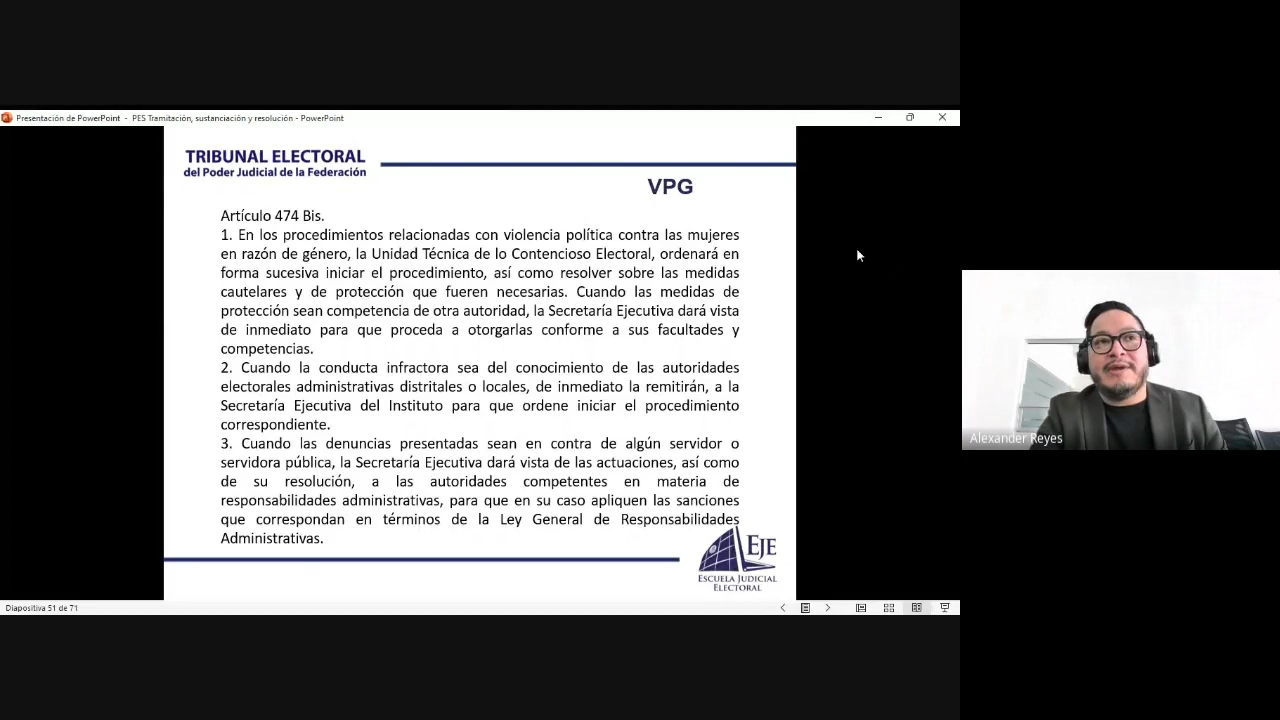 Presentación de PowerPoint - PES Tramitación, sustanciación y resolución - PowerPoint
TRIBUNAL ELECTORAL
del Poder Judicial de la Federación
VPG
Artículo 474 Bis.
1. En los procedimientos relacionadas con violencia política contra las mujeres
en razón de género, la Unidad Técnica de lo Contencioso Electoral, ordenará en
forma sucesiva iniciar el procedimiento, así como resolver sobre las medidas
cautelares y de protección que fueren necesarias. Cuando las medidas de
protección sean competencia de otra autoridad, la Secretaría Ejecutiva dará vista
de inmediato para que proceda a otorgarlas conforme a sus facultades y
competencias.
2. Cuando la conducta infractora sea del conocimiento de las autoridades
electorales administrativas distritales o locales, de inmediato la remitirán, a la
Secretaría Ejecutiva del Instituto para que ordene iniciar el procedimiento
correspondiente.
3. Cuando las denuncias presentadas sean en contra de algún servidor o
servidora pública, la Secretaría Ejecutiva dará vista de las actuaciones, así como
de su resolución, a las autoridades competentes en materia de
responsabilidades administrativas, para que en su caso apliquen las sanciones
que correspondan en términos de la Ley General de Responsabilidades
Administrativas.
EJE
ESCUELA JUDICIAL
ELECTORAL
Diapositiva 51 de 71
Alexander Reyes